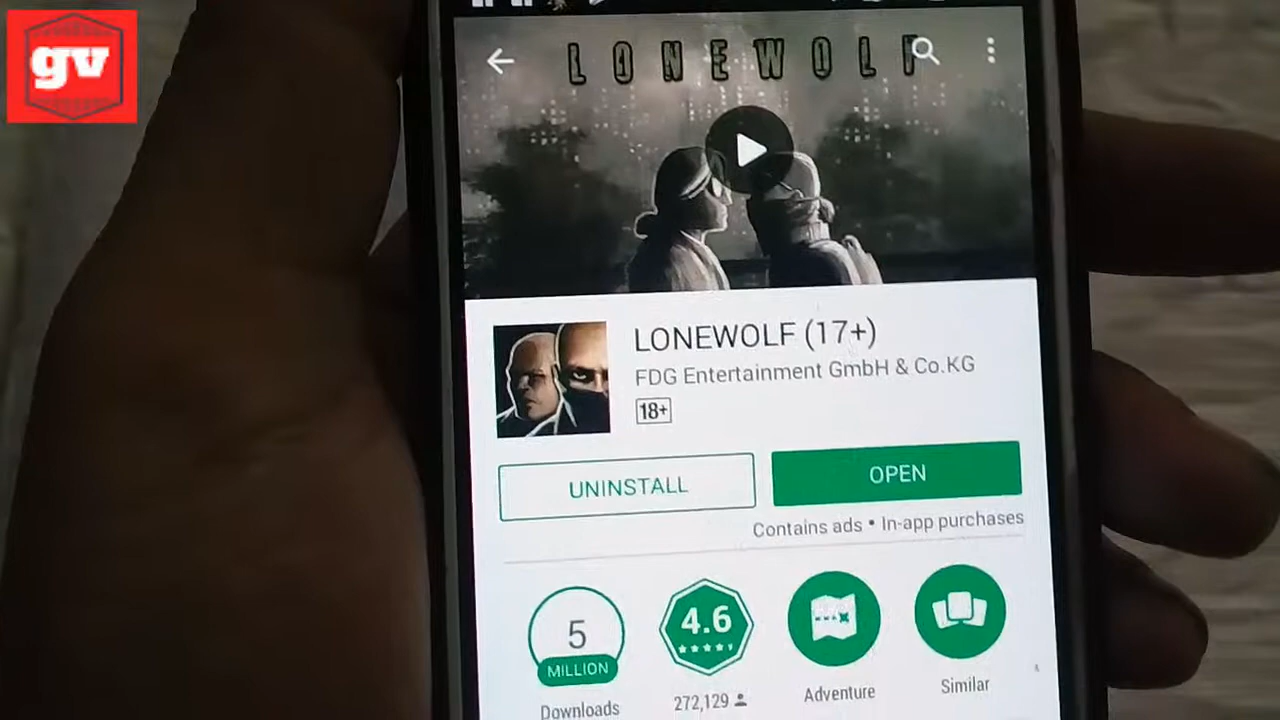 gv
LONEWOLF
LONEWOLF (17+)
FDG Entertainment GmbH & Co.KG
18+
UNINSTALL
OPEN
Contains ads • In-app purchases
5
MILLION
Downloads
4.6
272,129
Adventure
Similar